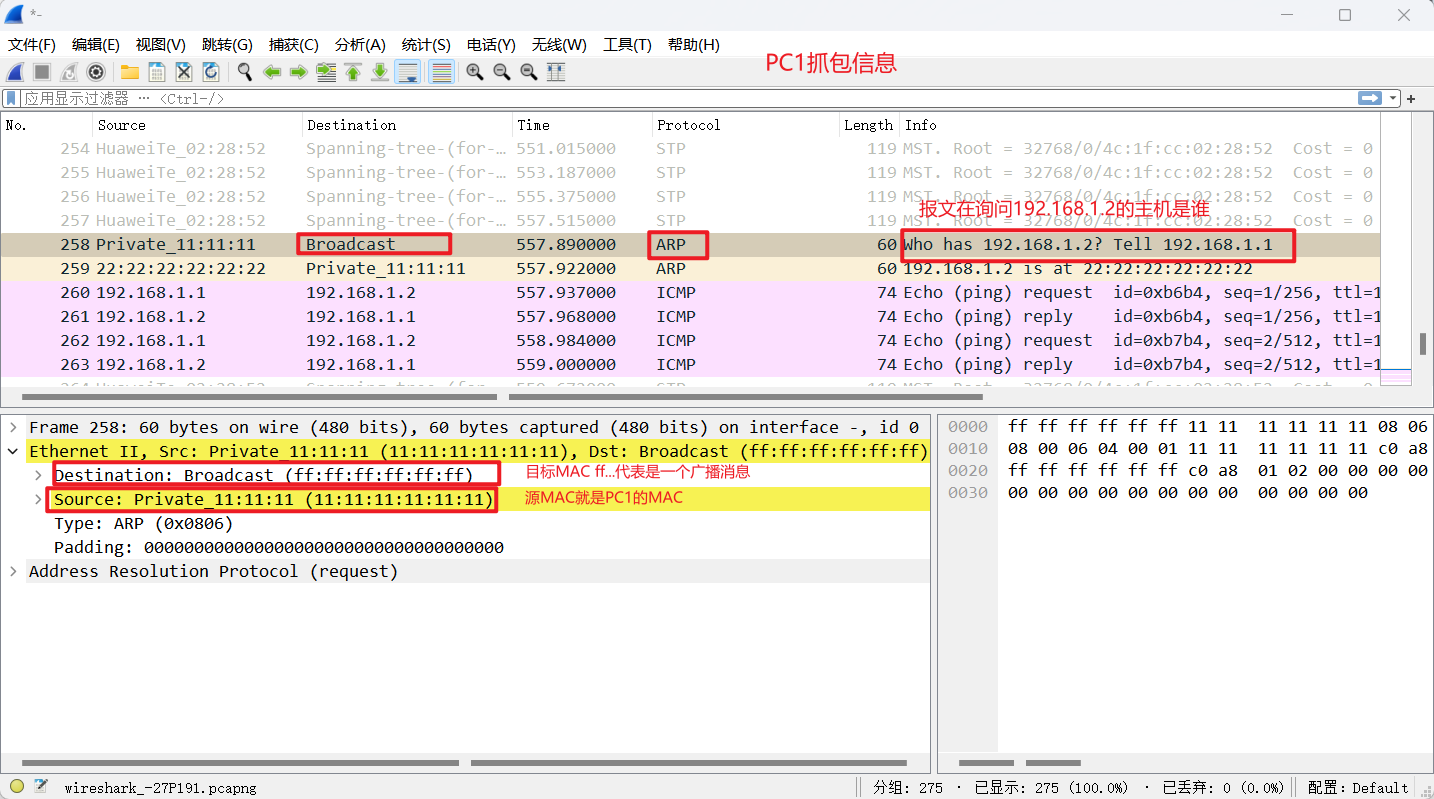 *-
文件(F) 编辑(E) 视图(V) 跳转(G) 捕获(C) 分析(A) 统计(S) 电话(Y) 无线(W) 工具(T) 帮助(H)
PC1抓包信息
应用显示过滤器 … <Ctrl-/>
No. Source Destination Time Protocol Length Info
254 HuaweiTe_02:28:52 Spanning-tree-(for-… 551.015000 STP 119 MST. Root = 32768/0/4c:1f:cc:02:28:52 Cost = 0
255 HuaweiTe_02:28:52 Spanning-tree-(for-… 553.187000 STP 119 MST. Root = 32768/0/4c:1f:cc:02:28:52 Cost = 0
256 HuaweiTe_02:28:52 Spanning-tree-(for-… 555.375000 STP 119 MST. Root = 32768/0/4c:1f:cc:02:28:52 Cost = 0
报文在询问192.168.1.2的主机是谁
257 HuaweiTe_02:28:52 Spanning-tree-(for-… 557.515000 STP 119 MST. Root = 32768/0/4c:1f:cc:02:28:52 Cost = 0
258 Private_11:11:11 Broadcast 557.890000 ARP 60 Who has 192.168.1.2? Tell 192.168.1.1
259 22:22:22:22:22:22 Private_11:11:11 557.922000 ARP 60 192.168.1.2 is at 22:22:22:22:22:22
260 192.168.1.1 192.168.1.2 557.937000 ICMP 74 Echo (ping) request id=0xb6b4, seq=1/256, ttl=1
261 192.168.1.2 192.168.1.1 557.968000 ICMP 74 Echo (ping) reply id=0xb6b4, seq=1/256, ttl=1
262 192.168.1.1 192.168.1.2 558.984000 ICMP 74 Echo (ping) request id=0xb7b4, seq=2/512, ttl=1
263 192.168.1.2 192.168.1.1 559.000000 ICMP 74 Echo (ping) reply id=0xb7b4, seq=2/512, ttl=1
Frame 258: 60 bytes on wire (480 bits), 60 bytes captured (480 bits) on interface -, id 0
Ethernet II, Src: Private_11:11:11 (11:11:11:11:11:11), Dst: Broadcast (ff:ff:ff:ff:ff:ff)
Destination: Broadcast (ff:ff:ff:ff:ff:ff) 目标MAC ff...代表是一个广播消息
Source: Private_11:11:11 (11:11:11:11:11:11) 源MAC就是PC1的MAC
Type: ARP (0x0806)
Padding: 000000000000000000000000000000000000
Address Resolution Protocol (request)
0000 ff ff ff ff ff ff 11 11 11 11 11 11 08 06
0010 08 00 06 04 00 01 11 11 11 11 11 11 c0 a8
0020 ff ff ff ff ff ff c0 a8 01 02 00 00 00 00
0030 00 00 00 00 00 00 00 00 00 00 00 00
wireshark_-27P191.pcapng 分组: 275 · 已显示: 275 (100.0%) · 已丢弃: 0 (0.0%) 配置: Default